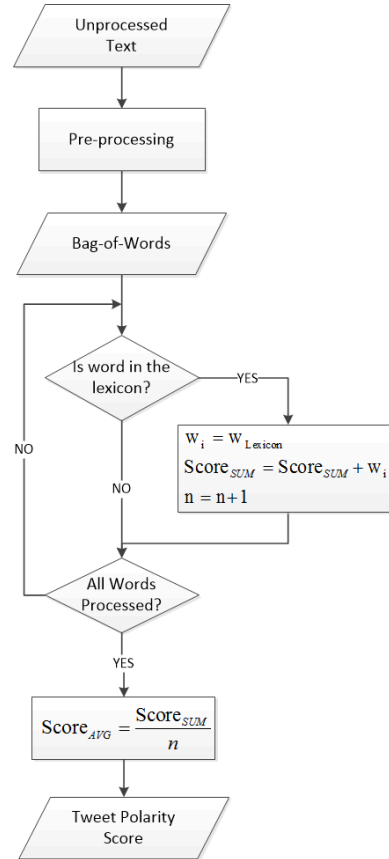 Unprocessed
Text
Pre-processing
Bag-of-Words
Is word in the
lexicon?
YES
w_i = w_Lexicon
Score_SUM = Score_SUM + w_i
n = n+1
NO
NO
All Words
Processed?
YES
Score_AVG = Score_SUM / n
Tweet Polarity
Score